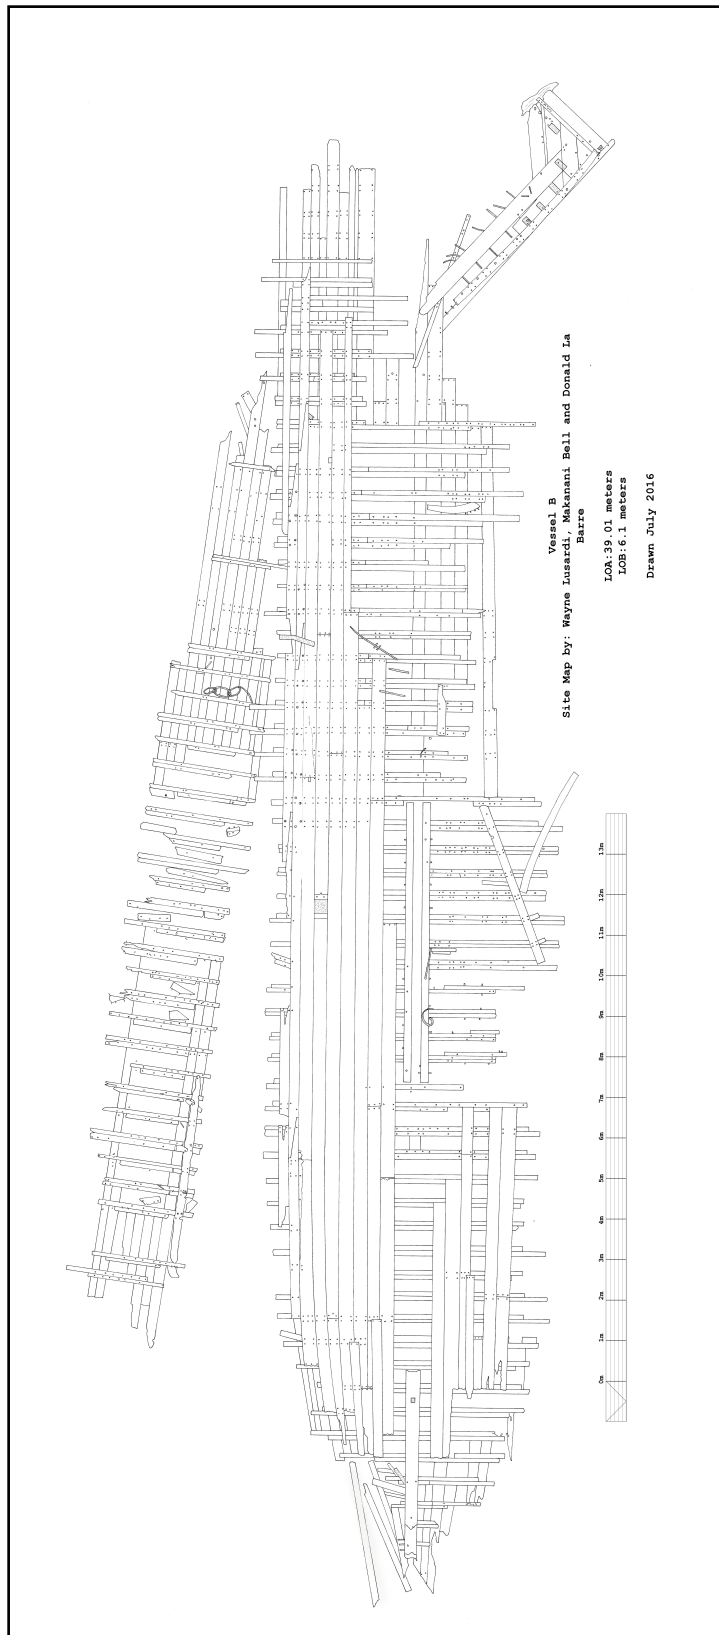 Vessel B
Site Map by: Wayne Lusardi, Makanani Bell and Donald La
Barre
LOA:39.01 meters
LOB:6.1 meters
Drawn July 2016
0m 1m 2m 3m 4m 5m 6m 7m 8m 9m 10m 11m 12m 13m